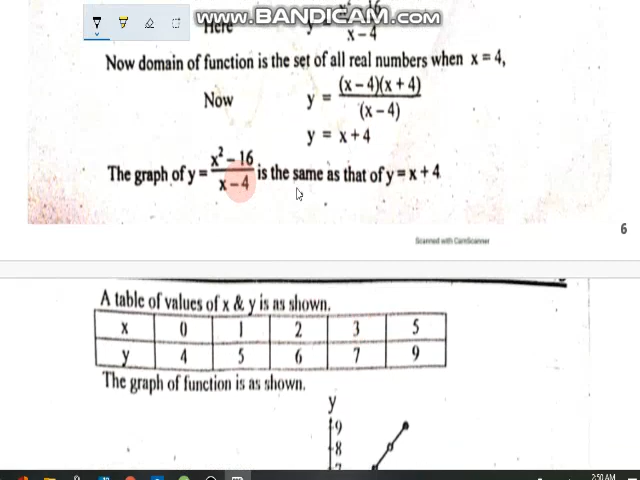 WWW.BANDICAM.COM
Here
x² - 16
x - 4
Now domain of function is the set of all real numbers when x = 4,
Now y = (x - 4)(x + 4)
(x - 4)
y = x + 4
The graph of y = x² - 16 is the same as that of y = x + 4
x - 4
Scanned with CamScanner
6
A table of values of x & y is as shown.
x 0 1 2 3 5
y 4 5 6 7 9
The graph of function is as shown.
y
9
8
2:50 AM